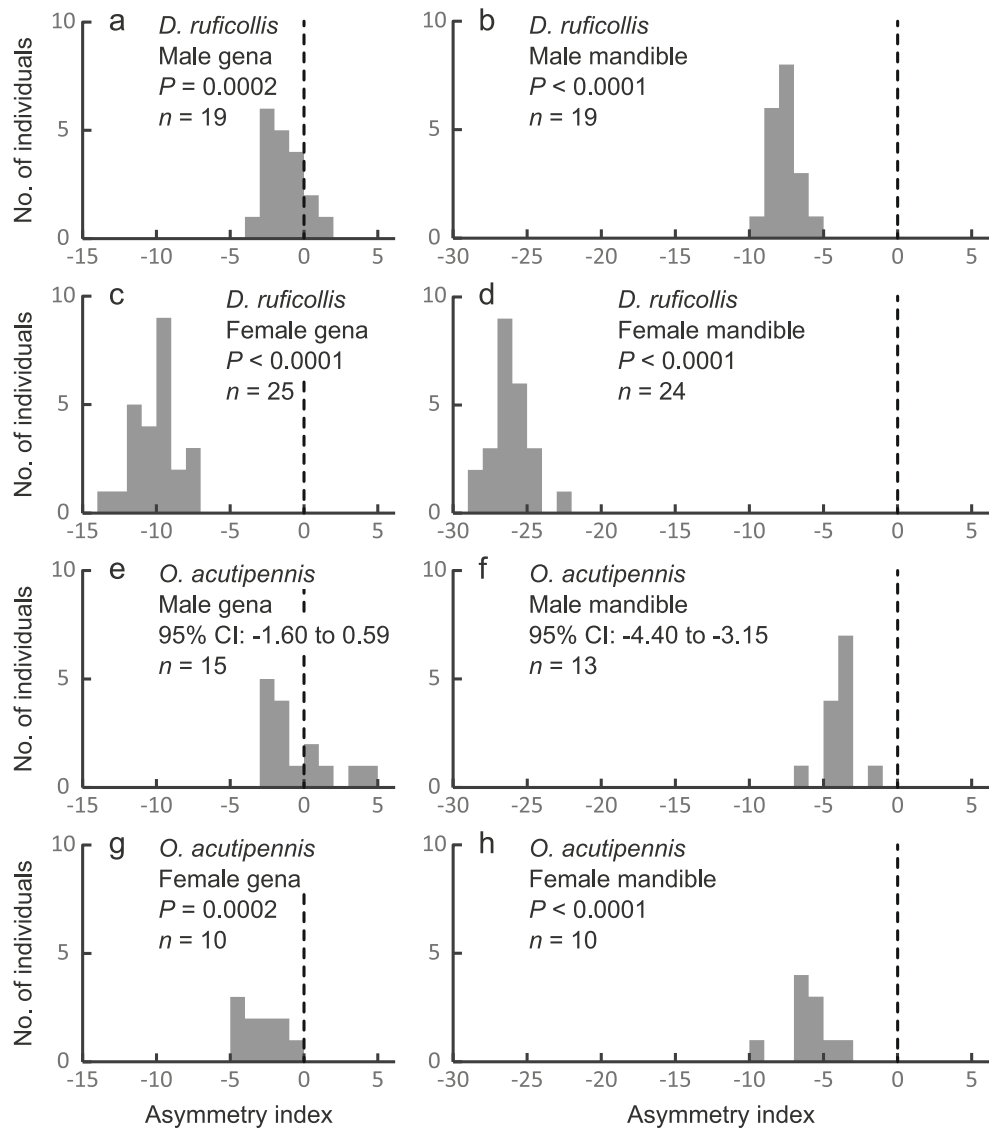 a
D. ruficollis
Male gena
P = 0.0002
n = 19
No. of individuals
10
5
0
-15 -10 -5 0 5
b
D. ruficollis
Male mandible
P < 0.0001
n = 19
10
5
0
-30 -25 -20 -15 -10 -5 0 5
c
D. ruficollis
Female gena
P < 0.0001
n = 25
No. of individuals
10
5
0
-15 -10 -5 0 5
d
D. ruficollis
Female mandible
P < 0.0001
n = 24
10
5
0
-30 -25 -20 -15 -10 -5 0 5
e
O. acutipennis
Male gena
95% CI: -1.60 to 0.59
n = 15
No. of individuals
10
5
0
-15 -10 -5 0 5
f
O. acutipennis
Male mandible
95% CI: -4.40 to -3.15
n = 13
10
5
0
-30 -25 -20 -15 -10 -5 0 5
g
O. acutipennis
Female gena
P = 0.0002
n = 10
No. of individuals
10
5
0
-15 -10 -5 0 5
Asymmetry index
h
O. acutipennis
Female mandible
P < 0.0001
n = 10
10
5
0
-30 -25 -20 -15 -10 -5 0 5
Asymmetry index